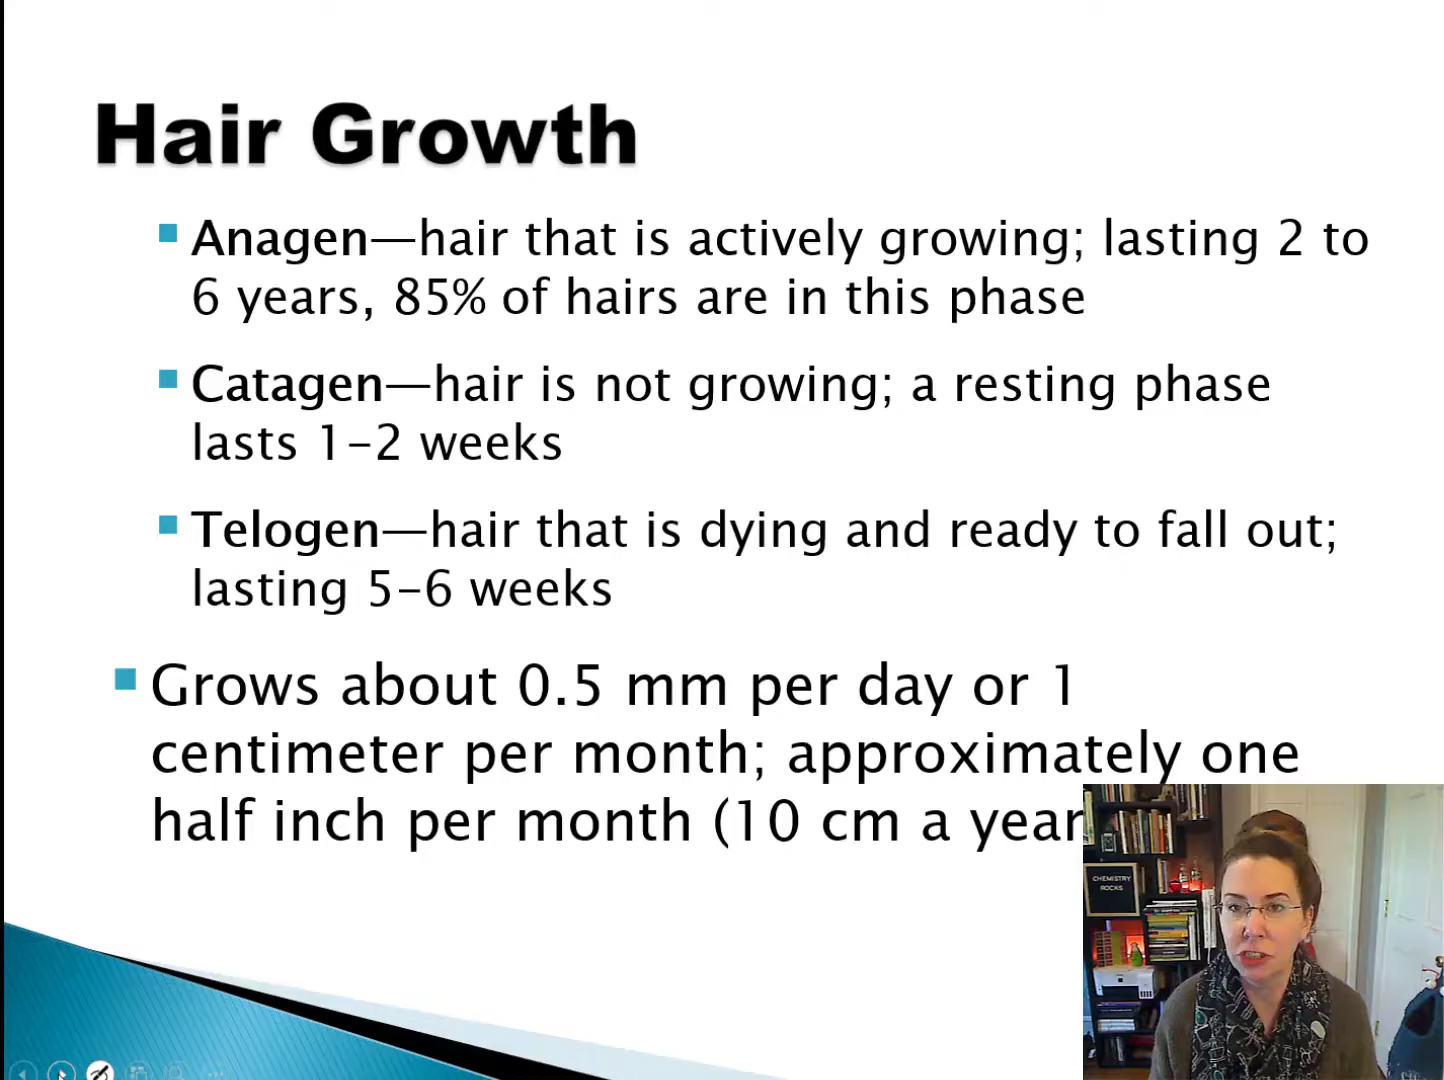 Hair Growth
Anagen—hair that is actively growing; lasting 2 to
6 years, 85% of hairs are in this phase
Catagen—hair is not growing; a resting phase
lasts 1-2 weeks
Telogen—hair that is dying and ready to fall out;
lasting 5-6 weeks
Grows about 0.5 mm per day or 1
centimeter per month; approximately one
half inch per month (10 cm a year
CHEMISTRY
ROCKS